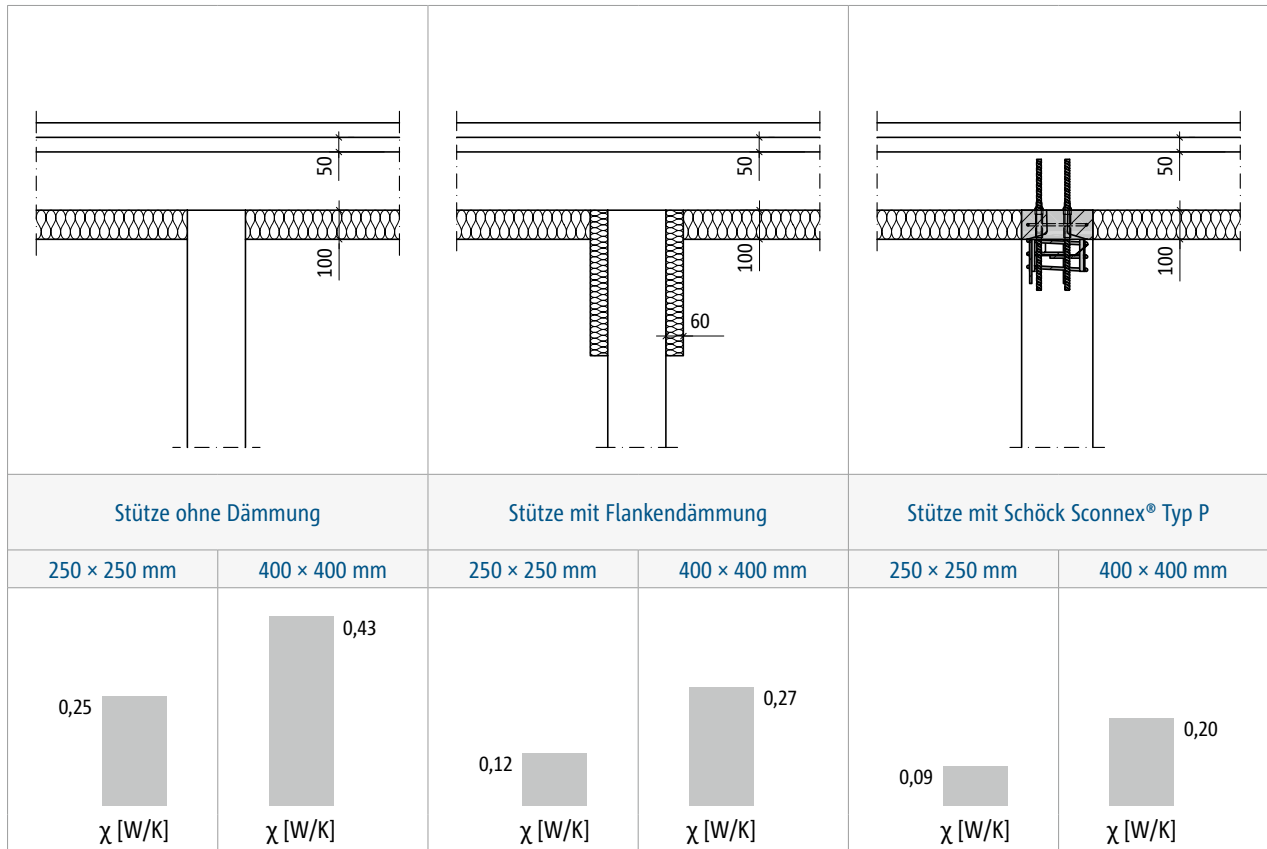 50
100
50
100
60
50
100
Stütze ohne Dämmung
Stütze mit Flankendämmung
Stütze mit Schöck Sconnex® Typ P
250 × 250 mm
400 × 400 mm
250 × 250 mm
400 × 400 mm
250 × 250 mm
400 × 400 mm
0,25
0,43
0,12
0,27
0,09
0,20
χ [W/K]
χ [W/K]
χ [W/K]
χ [W/K]
χ [W/K]
χ [W/K]